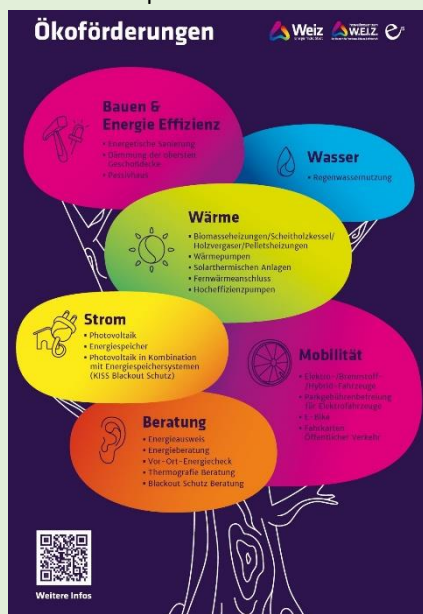 Ökoförderungen
Weiz
W.E.I.Z.
Bauen &
Energie Effizienz
• Energetische Sanierung
• Dämmung der obersten
Geschoßdecke
• Passivhaus
Wasser
• Regenwassernutzung
Wärme
• Biomasseheizungen/Scheitholzkessel/
Holzvergaser/Pelletsheizungen
• Wärmepumpen
• Solarthermischen Anlagen
• Fernwärmeanschluss
• Hocheffizienzpumpen
Strom
• Photovoltaik
• Energiespeicher
• Photovoltaik in Kombination
mit Energiespeichersystemen
(KISS Blackout Schutz)
Mobilität
• Elektro-/Brennstoff-
/Hybrid-Fahrzeuge
• Parkgebührenbefreiung
für Elektrofahrzeuge
• E-Bike
• Fahrkarten
Öffentlicher Verkehr
Beratung
• Energieausweis
• Energieberatung
• Vor-Ort-Energiecheck
• Thermografie Beratung
• Blackout Schutz Beratung
Weitere Infos